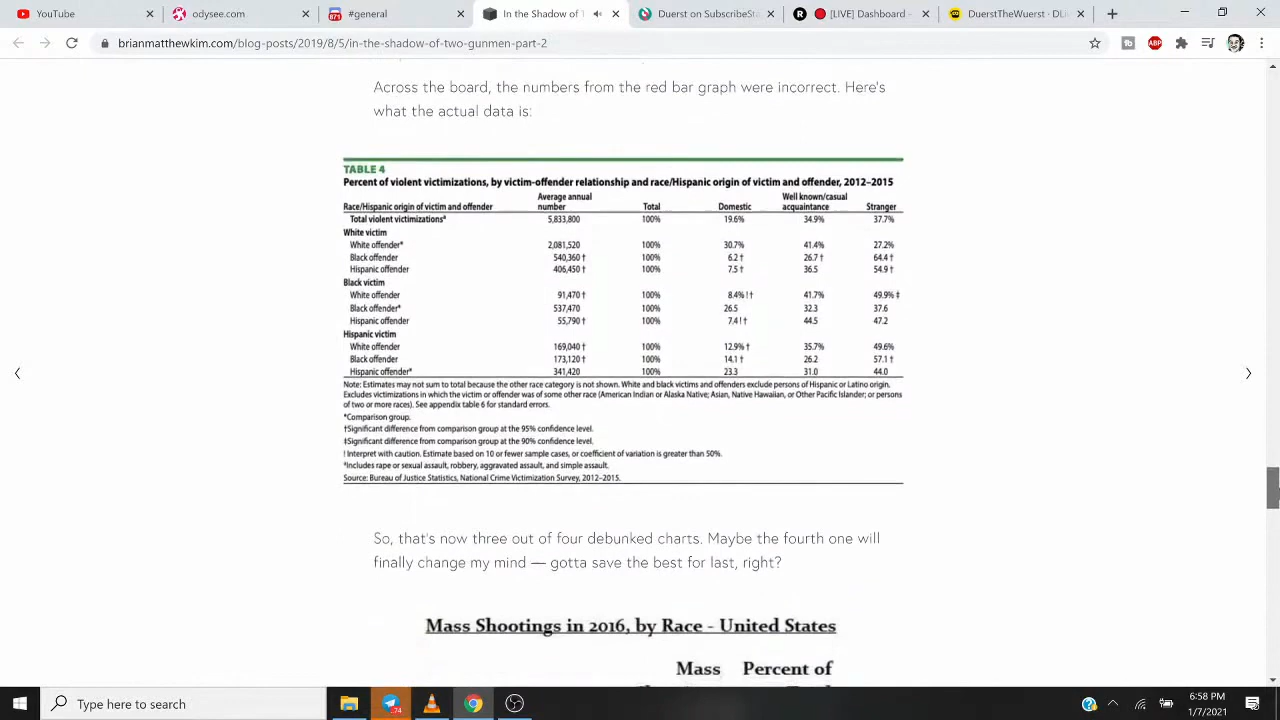 YouTube
odysee.com
#general
In the Shadow of Two Gunmen
DuerstDoesBetterSt
[LIVE] Dashboard -
DuerstTheWuerst - DLi
brianmatthewkim.com/blog-posts/2019/8/5/in-the-shadow-of-two-gunmen-part-2
Across the board, the numbers from the red bar graph were incorrect. Here's
what the actual data is:
TABLE 4
Percent of violent victimizations, by victim-offender relationship and race/Hispanic origin of victim and offender, 2012–2015
Race/Hispanic origin of victim and offender Average annual number Total Domestic Well known/casual acquaintance Stranger
Total violent victimizationsª 5,833,800 100% 19.6% 34.9% 37.7%
White victim
White offender* 2,081,520 100% 30.7% 41.4% 27.2%
Black offender 540,360 † 100% 6.2 † 26.7 † 64.4 †
Hispanic offender 406,450 † 100% 7.5 † 36.5 54.9 †
Black victim
White offender 91,470 † 100% 8.4% ! † 41.7% 49.9% ‡
Black offender* 537,470 100% 26.5 32.3 37.6
Hispanic offender 55,790 † 100% 7.4 ! † 44.5 47.2
Hispanic victim
White offender 169,040 † 100% 12.9% † 35.7% 49.6%
Black offender 173,120 † 100% 14.1 † 26.2 57.1 †
Hispanic offender* 341,420 100% 23.3 31.0 44.0
Note: Estimates may not sum to total because the other race category is not shown. White and black victims and offenders exclude persons of Hispanic or Latino origin.
Excludes victimizations in which the victim or offender was of some other race (American Indian or Alaska Native; Asian, Native Hawaiian, or Other Pacific Islander; or persons
of two or more races). See appendix table 6 for standard errors.
*Comparison group.
†Significant difference from comparison group at the 95% confidence level.
‡Significant difference from comparison group at the 90% confidence level.
! Interpret with caution. Estimate based on 10 or fewer sample cases, or coefficient of variation is greater than 50%.
ªIncludes rape or sexual assault, robbery, aggravated assault, and simple assault.
Source: Bureau of Justice Statistics, National Crime Victimization Survey, 2012–2015.
So, that's now three out of four debunked charts. Maybe the fourth one will
finally change my mind — gotta save the best for last, right?
Mass Shootings in 2016, by Race - United States
Mass Percent of
Type here to search
74
6:58 PM
1/7/2021